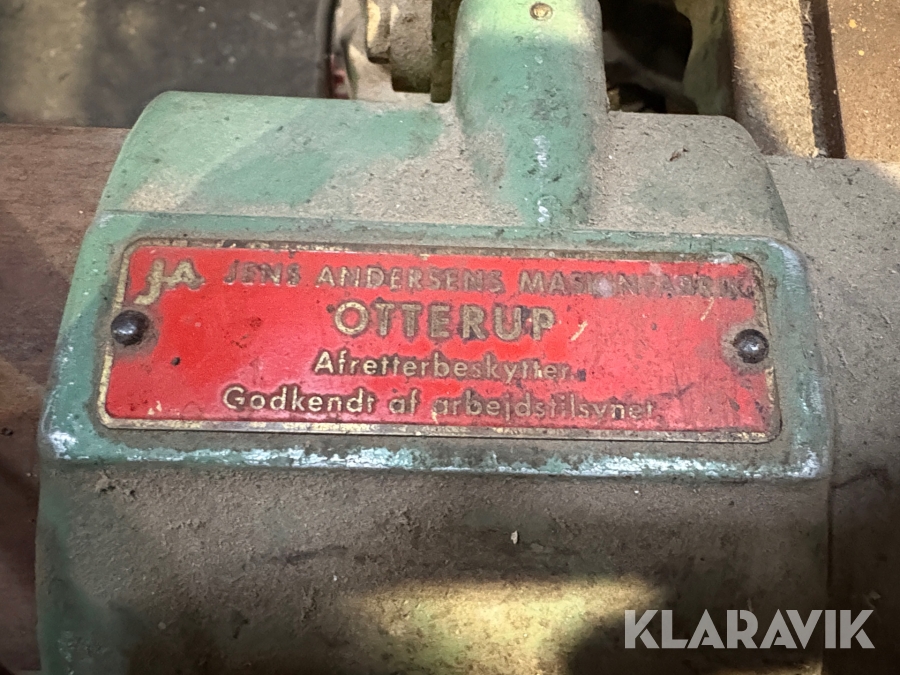 ja JENS ANDERSENS MASKINFABRIK
OTTERUP
Afretterbeskytter
Godkendt af arbejdstilsynet
KLARAVIK